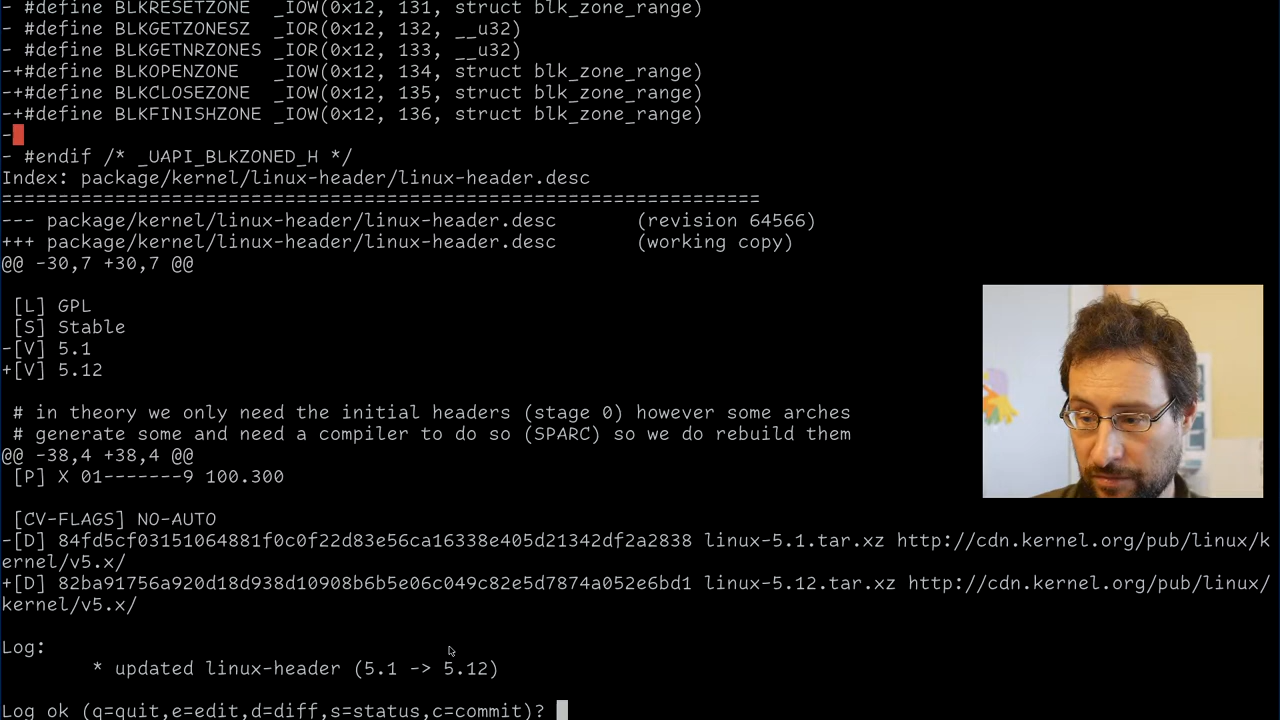 - #define BLKRESETZONE  _IOW(0x12, 131, struct blk_zone_range)
- #define BLKGETZONESZ  _IOR(0x12, 132, __u32)
- #define BLKGETNRZONES _IOR(0x12, 133, __u32)
-+#define BLKOPENZONE   _IOW(0x12, 134, struct blk_zone_range)
-+#define BLKCLOSEZONE  _IOW(0x12, 135, struct blk_zone_range)
-+#define BLKFINISHZONE _IOW(0x12, 136, struct blk_zone_range)
-
- #endif /* _UAPI_BLKZONED_H */
Index: package/kernel/linux-header/linux-header.desc
===================================================================
--- package/kernel/linux-header/linux-header.desc       (revision 64566)
+++ package/kernel/linux-header/linux-header.desc       (working copy)
@@ -30,7 +30,7 @@
 [L] GPL
 [S] Stable
-[V] 5.1
+[V] 5.12
 # in theory we only need the initial headers (stage 0) however some arches
 # generate some and need a compiler to do so (SPARC) so we do rebuild them
@@ -38,4 +38,4 @@
 [P] X 01-------9 100.300
 [CV-FLAGS] NO-AUTO
-[D] 84fd5cf03151064881f0c0f22d83e56ca16338e405d21342df2a2838 linux-5.1.tar.xz http://cdn.kernel.org/pub/linux/k
ernel/v5.x/
+[D] 82ba91756a920d18d938d10908b6b5e06c049c82e5d7874a052e6bd1 linux-5.12.tar.xz http://cdn.kernel.org/pub/linux/
kernel/v5.x/
Log:
        * updated linux-header (5.1 -> 5.12)
Log ok (q=quit,e=edit,d=diff,s=status,c=commit)?